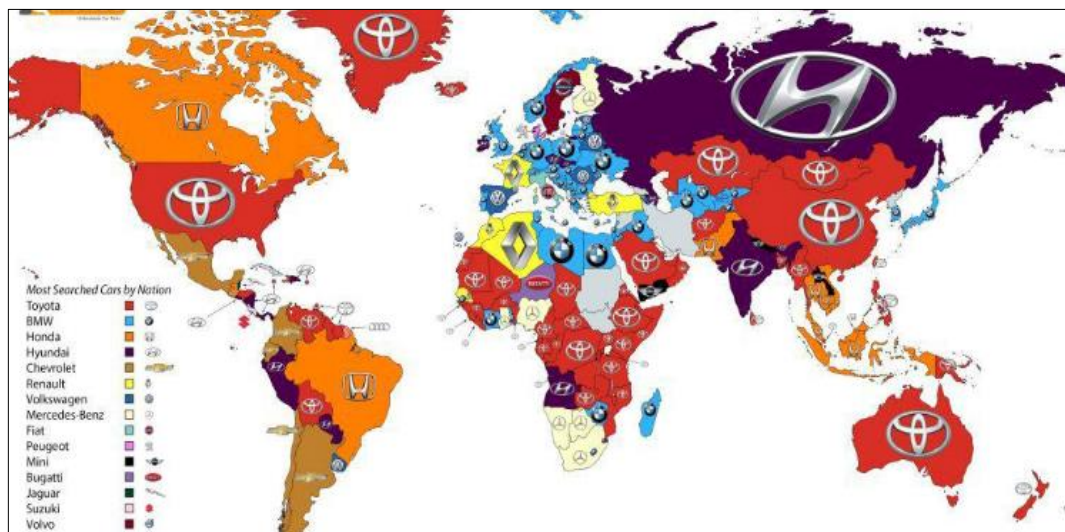 Most Searched Cars by Nation
Toyota
BMW
Honda
Hyundai
Chevrolet
Renault
Volkswagen
Mercedes-Benz
Fiat
Peugeot
Mini
Bugatti
Jaguar
Suzuki
Volvo